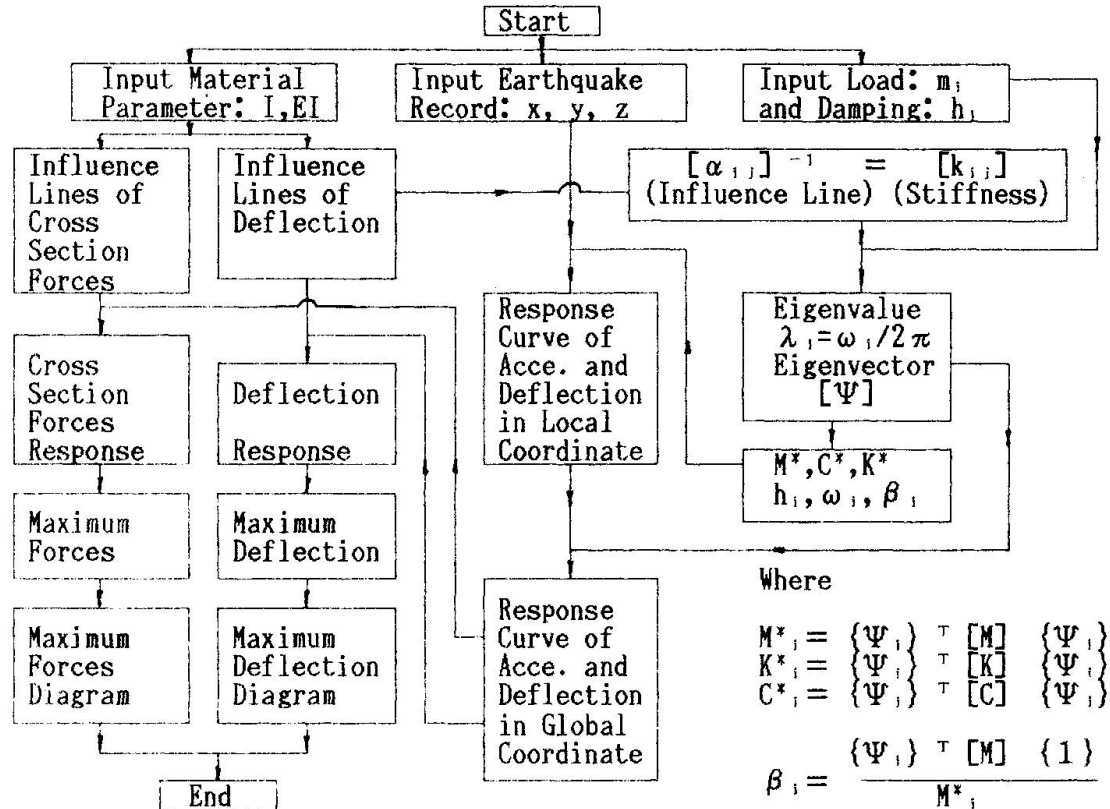 Start
Input Material
Parameter: I,EI
Input Earthquake
Record: x, y, z
Input Load: mᵢ
and Damping: hᵢ
Influence
Lines of
Cross
Section
Forces
Influence
Lines of
Deflection
[αᵢⱼ]⁻¹ = [kᵢⱼ]
(Influence Line) (Stiffness)
Response
Curve of
Acce. and
Deflection
in Local
Coordinate
Eigenvalue
λᵢ=ωᵢ/2π
Eigenvector
[Ψ]
Cross
Section
Forces
Response
Deflection
Response
M*,C*,K*
hᵢ,ωᵢ,βᵢ
Maximum
Forces
Maximum
Deflection
Maximum
Forces
Diagram
Maximum
Deflection
Diagram
Response
Curve of
Acce. and
Deflection
in Global
Coordinate
End
Where
M*ᵢ= {Ψᵢ}ᵀ [M] {Ψᵢ}
K*ᵢ= {Ψᵢ}ᵀ [K] {Ψᵢ}
C*ᵢ= {Ψᵢ}ᵀ [C] {Ψᵢ}
{Ψᵢ}ᵀ [M] {1}
βᵢ=
M*ᵢ